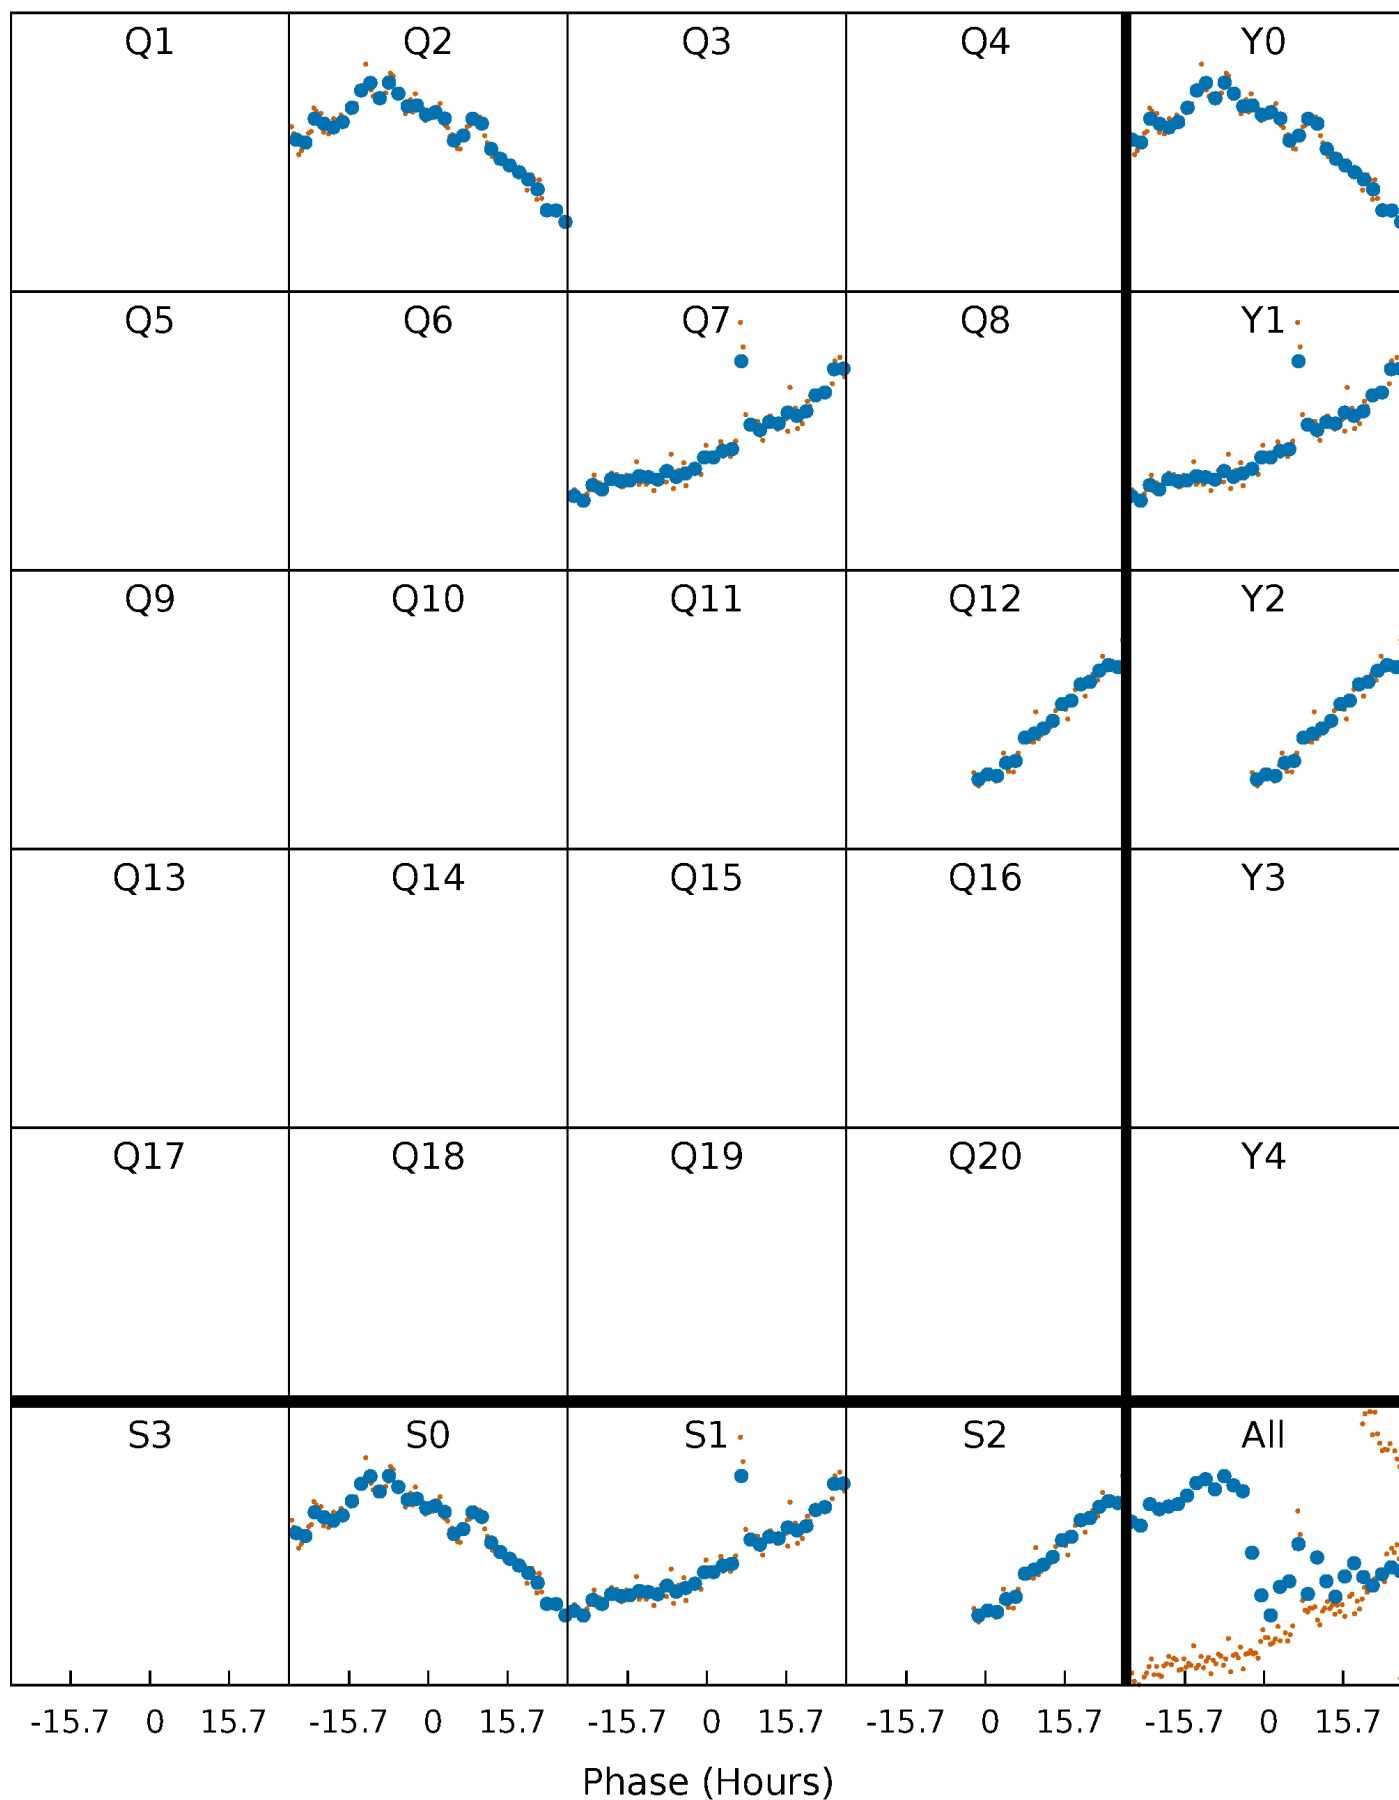 Q1 Q2 Q3 Q4 Y0
Q5 Q6 Q7 Q8 Y1
Q9 Q10 Q11 Q12 Y2
Q13 Q14 Q15 Q16 Y3
Q17 Q18 Q19 Q20 Y4
S3 S0 S1 S2 All
-15.7 0 15.7 -15.7 0 15.7 -15.7 0 15.7 -15.7 0 15.7 -15.7 0 15.7
Phase (Hours)